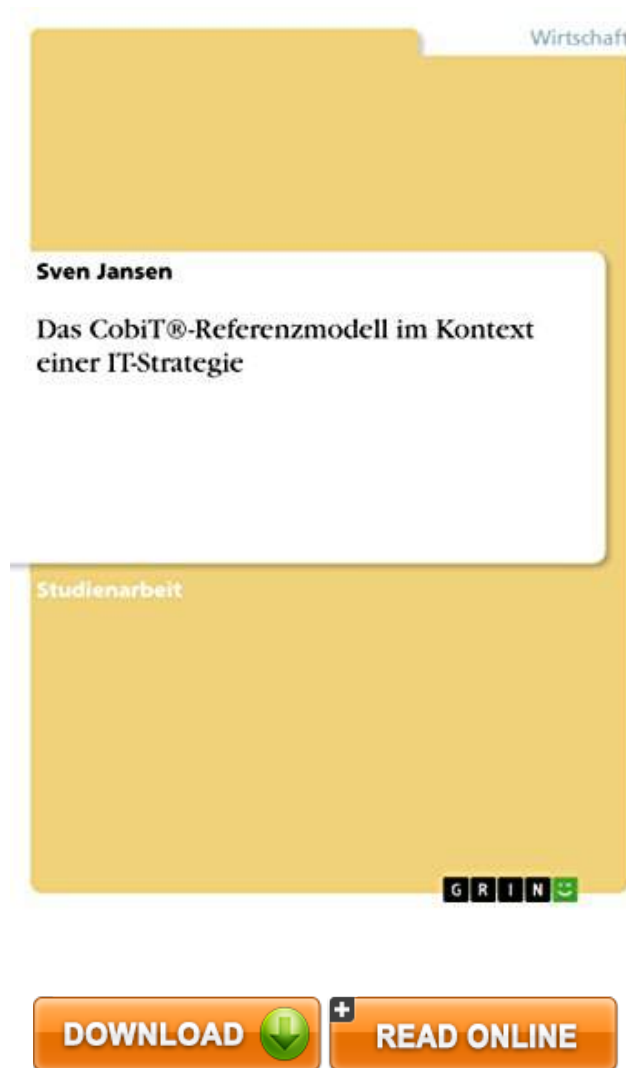 Wirtschaft
Sven Jansen
Das CobiT®-Referenzmodell im Kontext
einer IT-Strategie
Studienarbeit
GRIN
DOWNLOAD
READ ONLINE